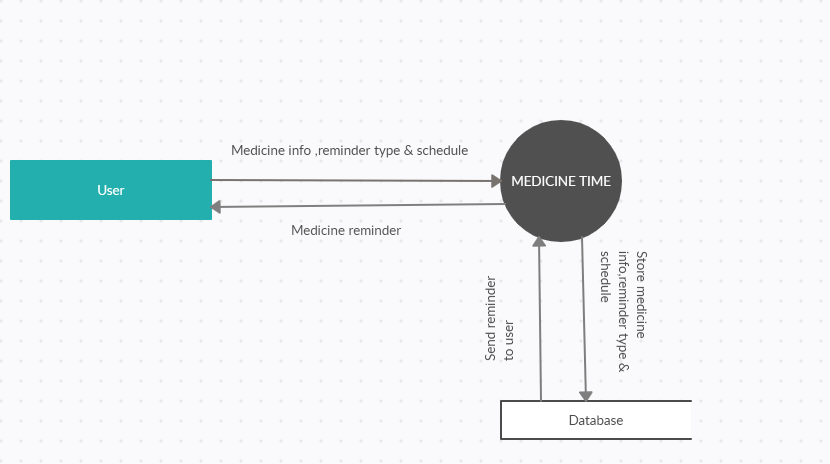 Medicine info ,reminder type & schedule
User
MEDICINE TIME
Medicine reminder
Send reminder
to user
Store medicine
info,reminder type &
schedule
Database